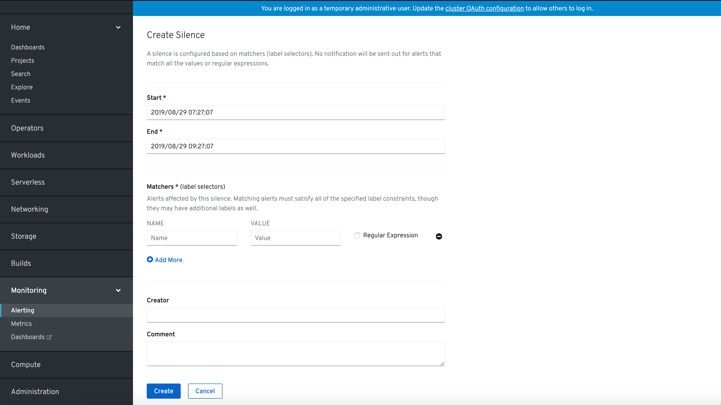 You are logged in as a temporary administrative user. Update the cluster OAuth configuration to allow others to log in.
Home
Dashboards
Projects
Search
Explore
Events
Operators
Workloads
Serverless
Networking
Storage
Builds
Monitoring
Alerting
Metrics
Dashboards
Compute
Administration
Create Silence
A silence is configured based on matchers (label selectors). No notification will be sent out for alerts that
match all the values or regular expressions.
Start *
2019/08/29 07:27:07
End *
2019/08/29 09:27:07
Matchers * (label selectors)
Alerts affected by this silence. Matching alerts must satisfy all of the specified label constraints, though
they may have additional labels as well.
NAME VALUE
Name Value Regular Expression
Add More
Creator
Comment
Create Cancel